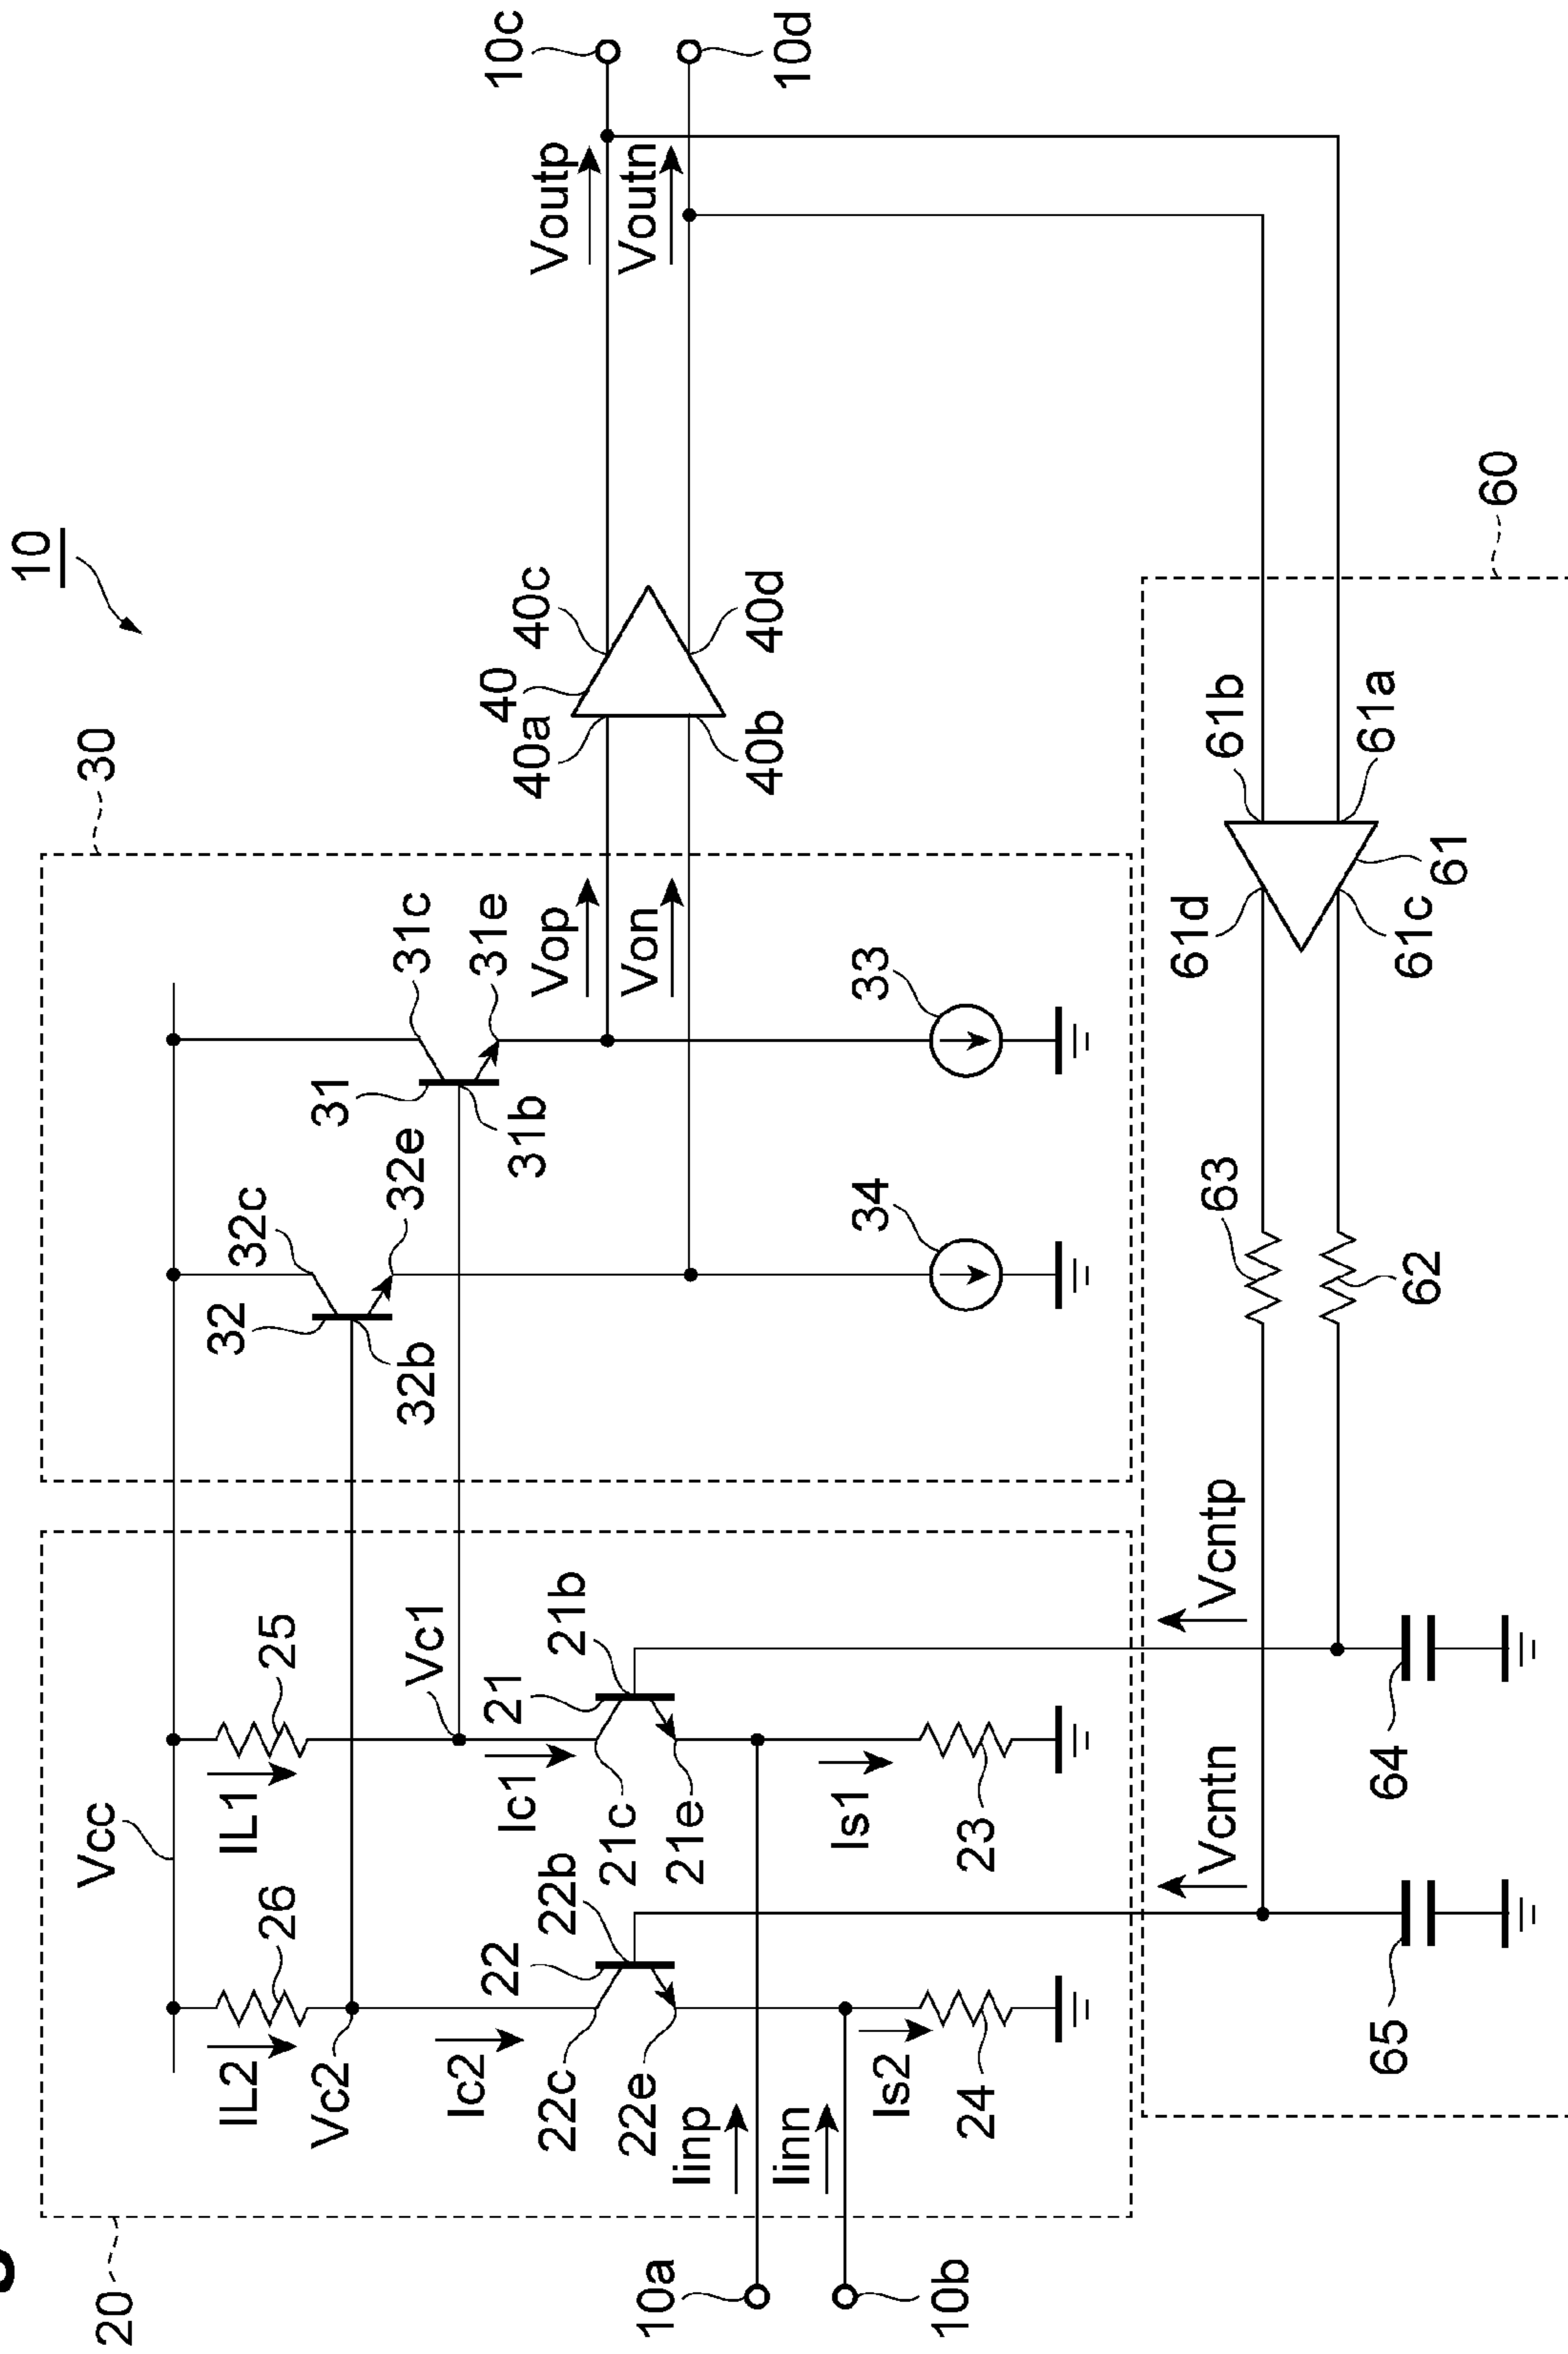 10
20
Vcc
30
IL2
26
IL1
25
32
32c
Vc2
Vc1
32b
32e
31
31c
31b
31e
Ic2
22
Ic1
21
22c
22b
21c
21b
22e
21e
Vop
Von
40
40a
40c
40b
40d
Voutp
Voutn
10c
10d
10a
Iinp
Iinn
10b
Is2
24
Is1
23
34
33
Vcntn
Vcntp
63
61d
61b
65
64
62
61c
61
61a
60